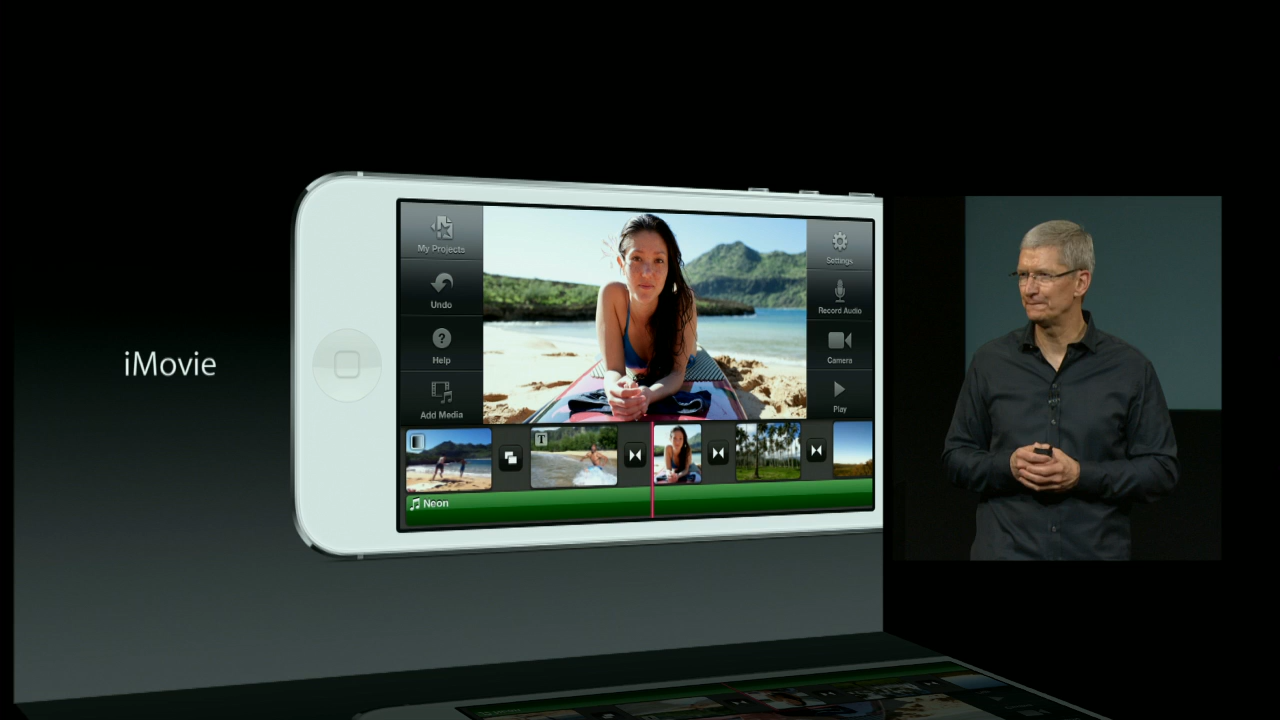 iMovie
My Projects
Undo
Help
Add Media
Settings
Record Audio
Camera
Play
T
Neon